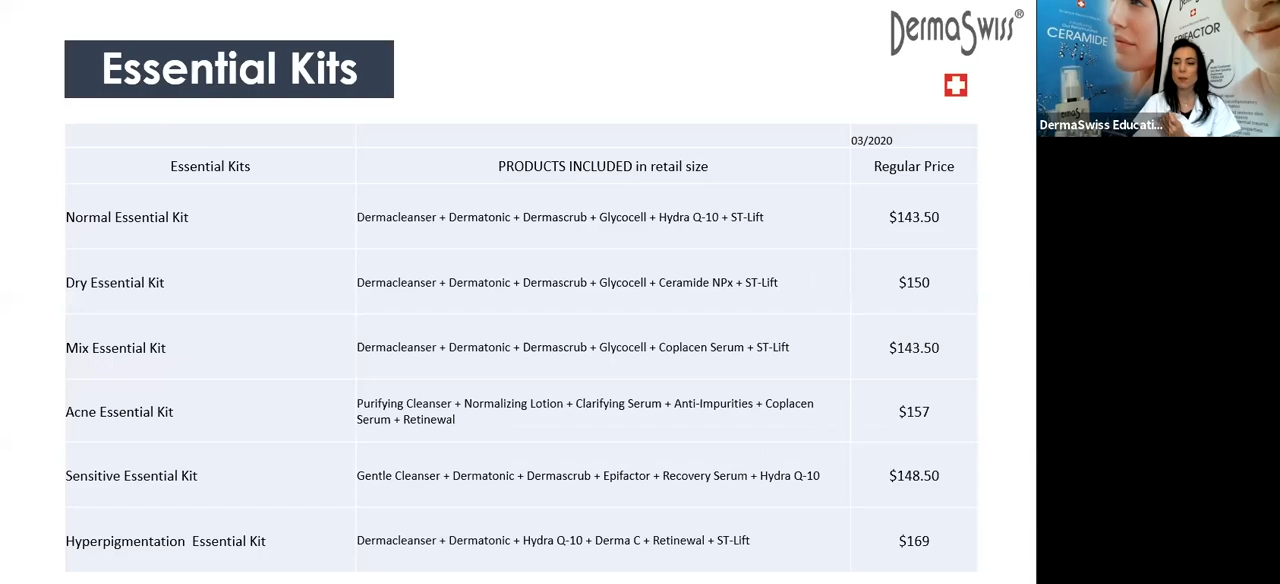 Essential Kits
DermaSwiss®
03/2020
Essential Kits
PRODUCTS INCLUDED in retail size
Regular Price
Normal Essential Kit
Dermacleanser + Dermatonic + Dermascrub + Glycocell + Hydra Q-10 + ST-Lift
$143.50
Dry Essential Kit
Dermacleanser + Dermatonic + Dermascrub + Glycocell + Ceramide NPx + ST-Lift
$150
Mix Essential Kit
Dermacleanser + Dermatonic + Dermascrub + Glycocell + Coplacen Serum + ST-Lift
$143.50
Acne Essential Kit
Purifying Cleanser + Normalizing Lotion + Clarifying Serum + Anti-Impurities + Coplacen
Serum + Retinewal
$157
Sensitive Essential Kit
Gentle Cleanser + Dermatonic + Dermascrub + Epifactor + Recovery Serum + Hydra Q-10
$148.50
Hyperpigmentation  Essential Kit
Dermacleanser + Dermatonic + Hydra Q-10 + Derma C + Retinewal + ST-Lift
$169
CERAMIDE
DermaSwiss Educati...